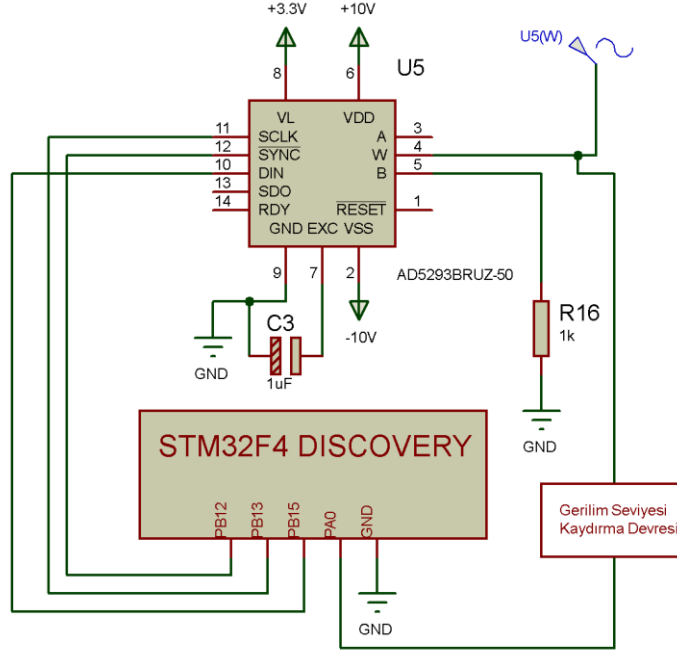 +3.3V
+10V
U5(W)
8
6
U5
VL
VDD
11
SCLK
A
3
12
SYNC
W
4
10
DIN
B
5
13
SDO
14
RDY
RESET
1
GND EXC VSS
9
7
2
AD5293BRUZ-50
C3
1uF
-10V
GND
R16
1k
GND
STM32F4 DISCOVERY
PB12
PB13
PB15
PA0
GND
Gerilim Seviyesi
Kaydırma Devresi
GND